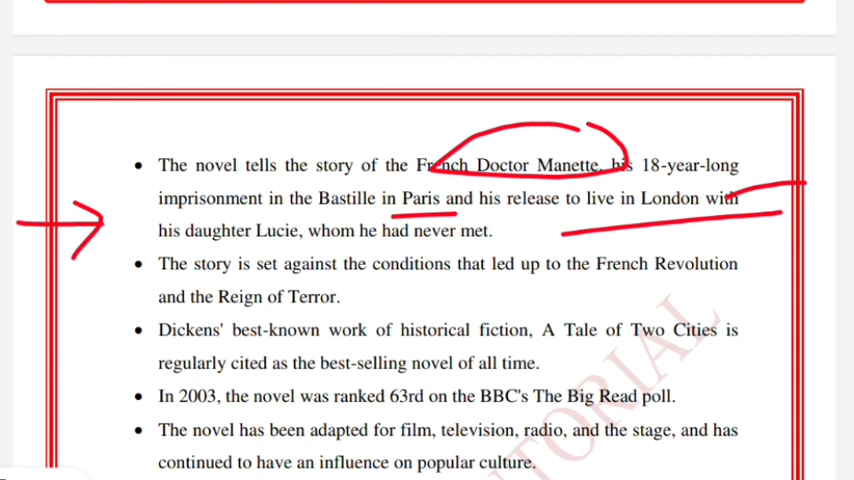 • The novel tells the story of the French Doctor Manette, his 18-year-long
imprisonment in the Bastille in Paris and his release to live in London with
his daughter Lucie, whom he had never met.
• The story is set against the conditions that led up to the French Revolution
and the Reign of Terror.
• Dickens' best-known work of historical fiction, A Tale of Two Cities is
regularly cited as the best-selling novel of all time.
• In 2003, the novel was ranked 63rd on the BBC's The Big Read poll.
• The novel has been adapted for film, television, radio, and the stage, and has
continued to have an influence on popular culture.